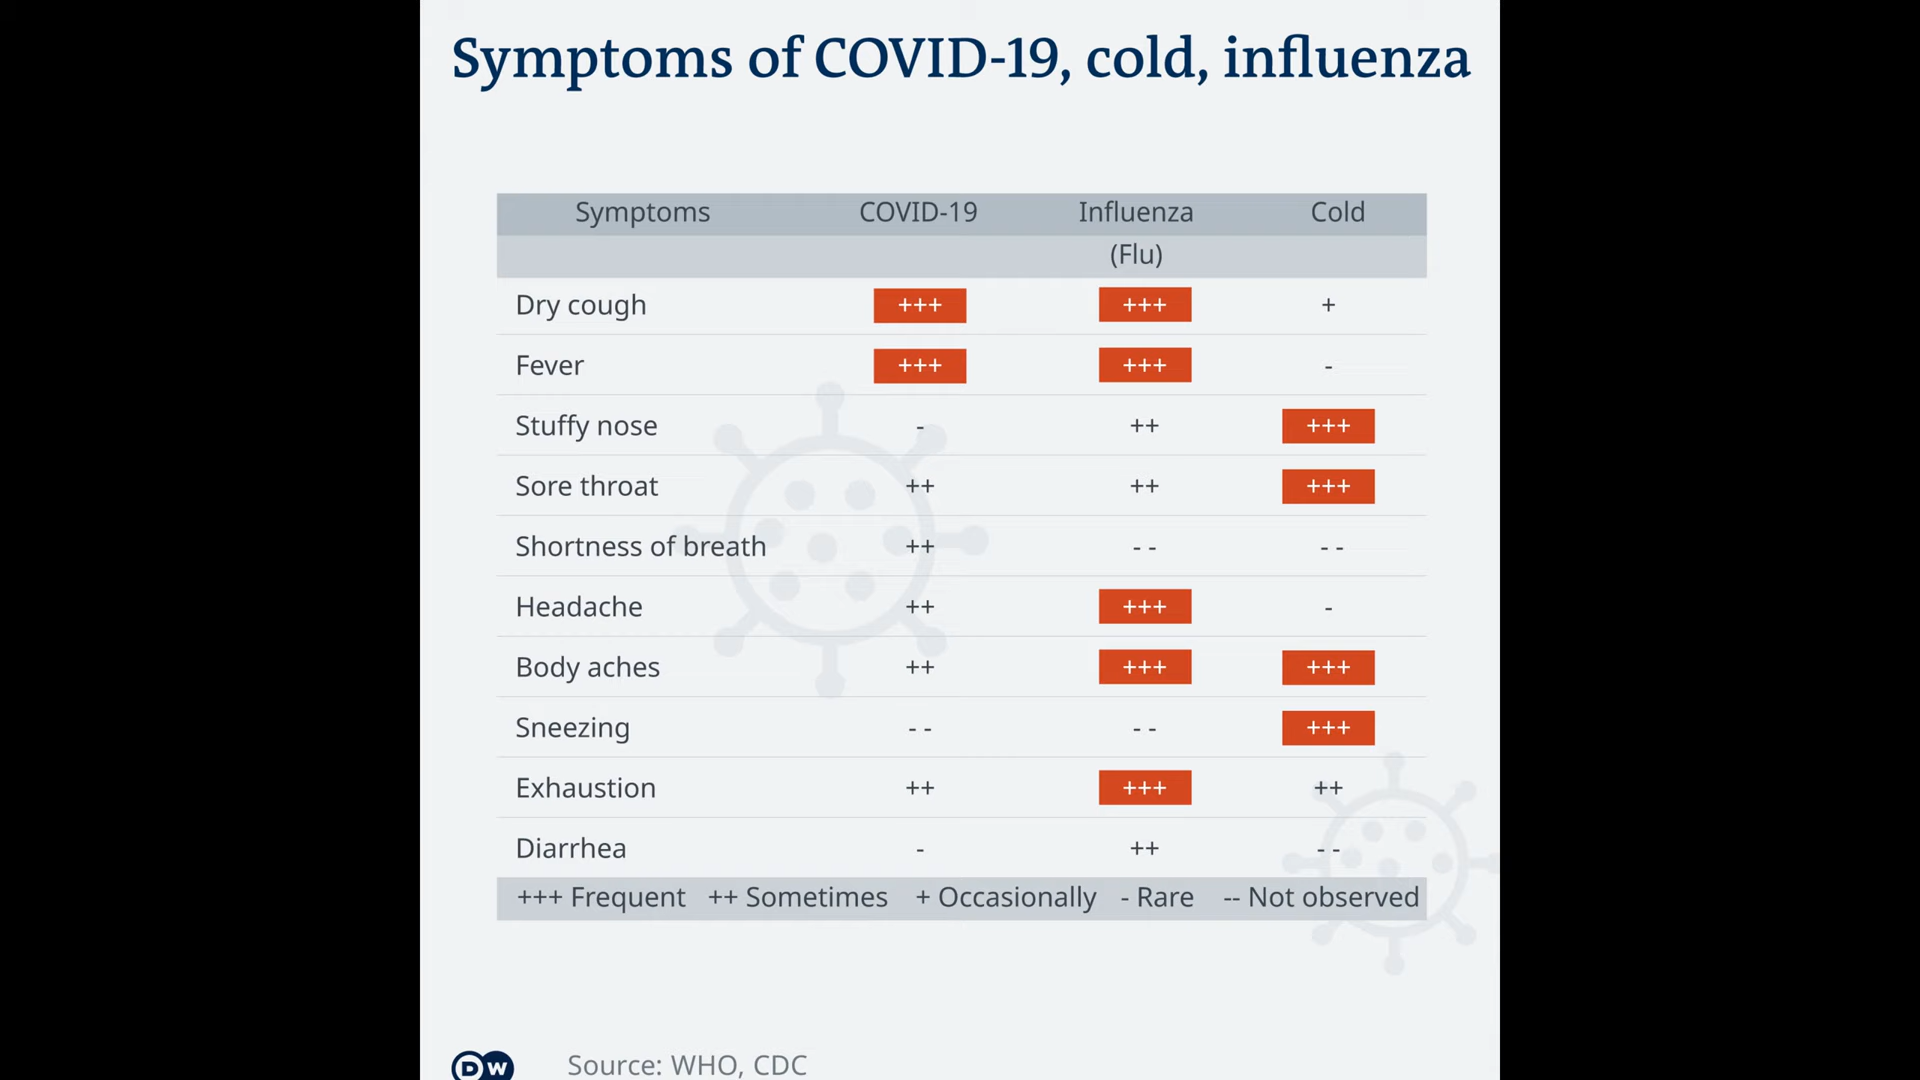 Symptoms of COVID-19, cold, influenza
Symptoms COVID-19 Influenza Cold
(Flu)
Dry cough +++ +++ +
Fever +++ +++ -
Stuffy nose - ++ +++
Sore throat ++ ++ +++
Shortness of breath ++ - - - -
Headache ++ +++ -
Body aches ++ +++ +++
Sneezing - - - - +++
Exhaustion ++ +++ ++
Diarrhea - ++ - -
+++ Frequent ++ Sometimes + Occasionally - Rare -- Not observed
DW Source: WHO, CDC